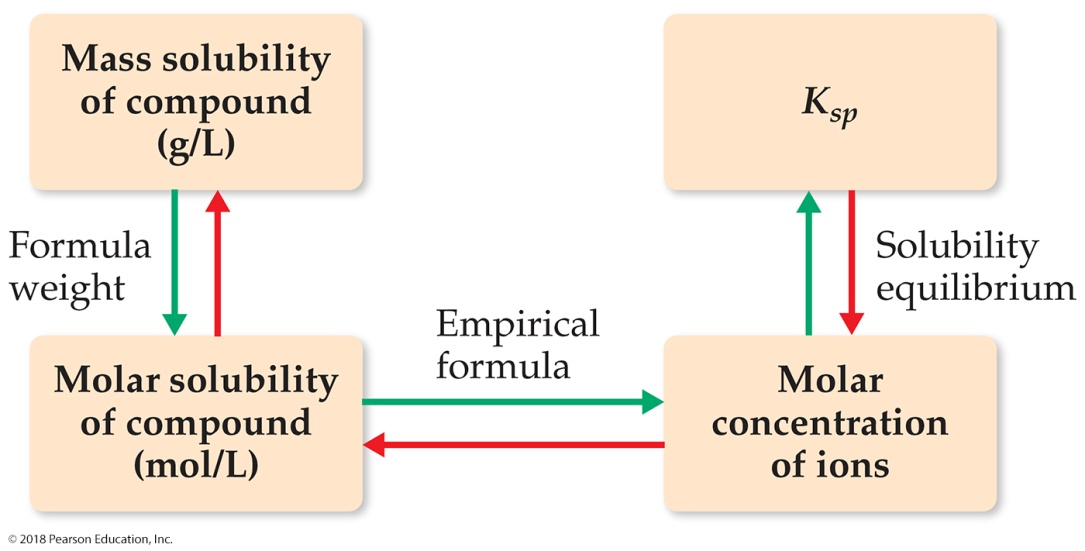 Mass solubility
of compound
(g/L)
Ksp
Formula
weight
Solubility
equilibrium
Empirical
formula
Molar solubility
of compound
(mol/L)
Molar
concentration
of ions
© 2018 Pearson Education, Inc.